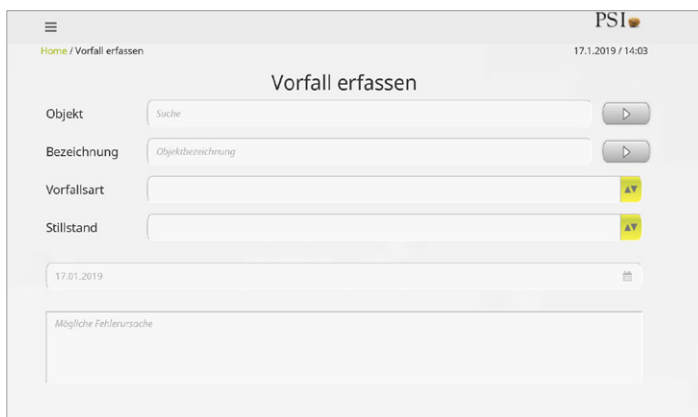 PSI
Home / Vorfall erfassen
17.1.2019 / 14:03
Vorfall erfassen
Objekt
Suche
Bezeichnung
Objektbezeichnung
Vorfallsart
Stillstand
17.01.2019
Mögliche Fehlerursache